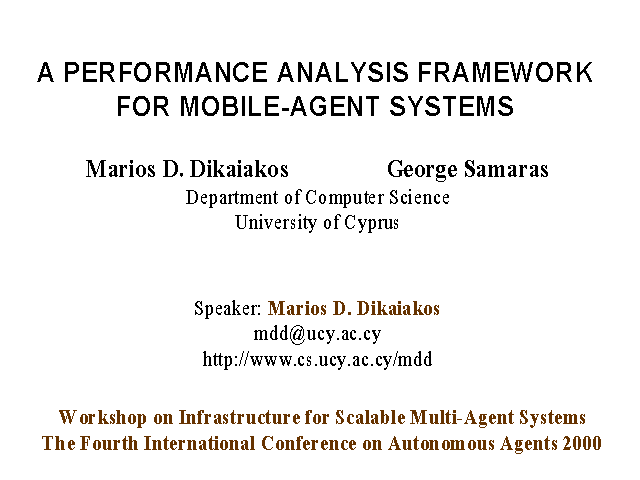 A PERFORMANCE ANALYSIS FRAMEWORK
FOR MOBILE-AGENT SYSTEMS
Marios D. Dikaiakos George Samaras
Department of Computer Science
University of Cyprus
Speaker: Marios D. Dikaiakos
mdd@ucy.ac.cy
http://www.cs.ucy.ac.cy/mdd
Workshop on Infrastructure for Scalable Multi-Agent Systems
The Fourth International Conference on Autonomous Agents 2000